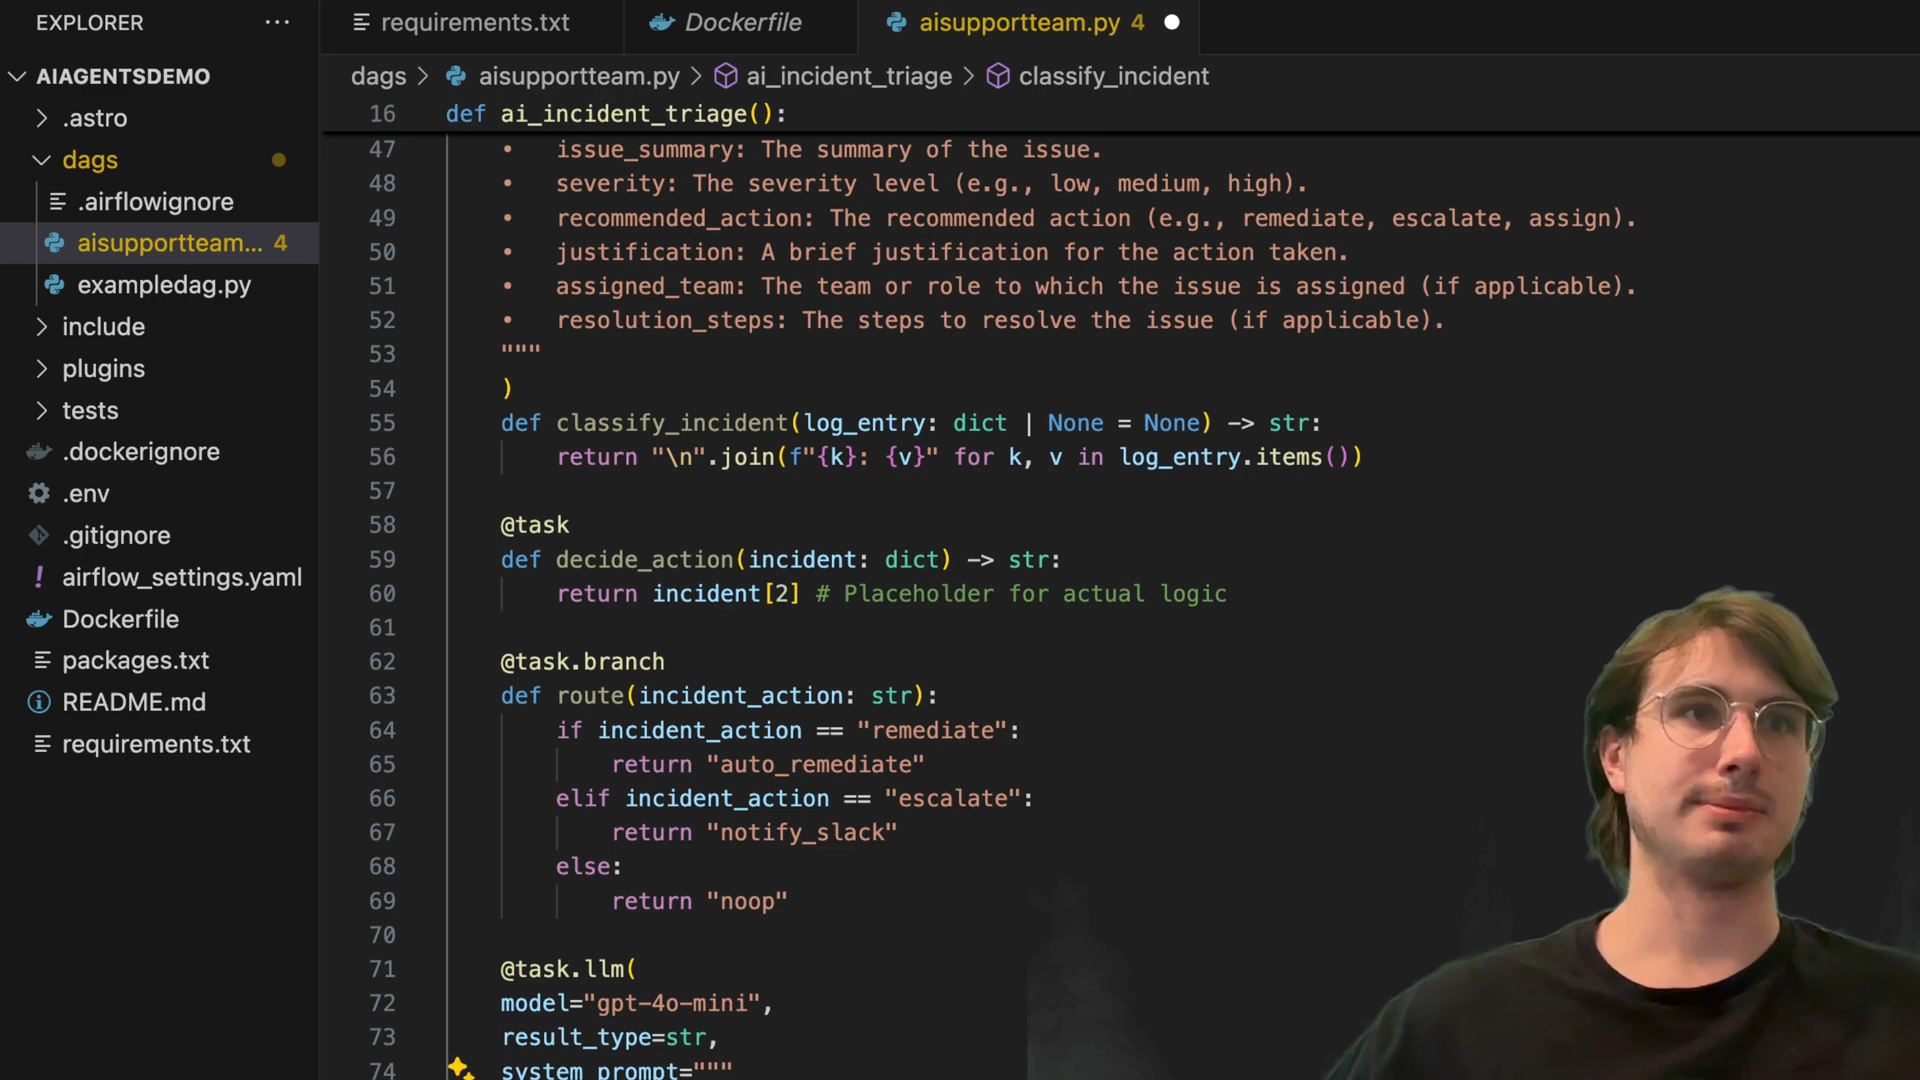 EXPLORER ...
AIAGENTSDEMO
.astro
dags
.airflowignore
aisupportteam... 4
exampledag.py
include
plugins
tests
.dockerignore
.env
.gitignore
! airflow_settings.yaml
Dockerfile
packages.txt
README.md
requirements.txt
requirements.txt Dockerfile aisupportteam.py 4
dags > aisupportteam.py > ai_incident_triage > classify_incident
16 def ai_incident_triage():
47 • issue_summary: The summary of the issue.
48 • severity: The severity level (e.g., low, medium, high).
49 • recommended_action: The recommended action (e.g., remediate, escalate, assign).
50 • justification: A brief justification for the action taken.
51 • assigned_team: The team or role to which the issue is assigned (if applicable).
52 • resolution_steps: The steps to resolve the issue (if applicable).
53 """
54 )
55 def classify_incident(log_entry: dict | None = None) -> str:
56 return "\n".join(f"{k}: {v}" for k, v in log_entry.items())
57
58 @task
59 def decide_action(incident: dict) -> str:
60 return incident[2] # Placeholder for actual logic
61
62 @task.branch
63 def route(incident_action: str):
64 if incident_action == "remediate":
65 return "auto_remediate"
66 elif incident_action == "escalate":
67 return "notify_slack"
68 else:
69 return "noop"
70
71 @task.llm(
72 model="gpt-4o-mini",
73 result_type=str,
74 system_prompt="""